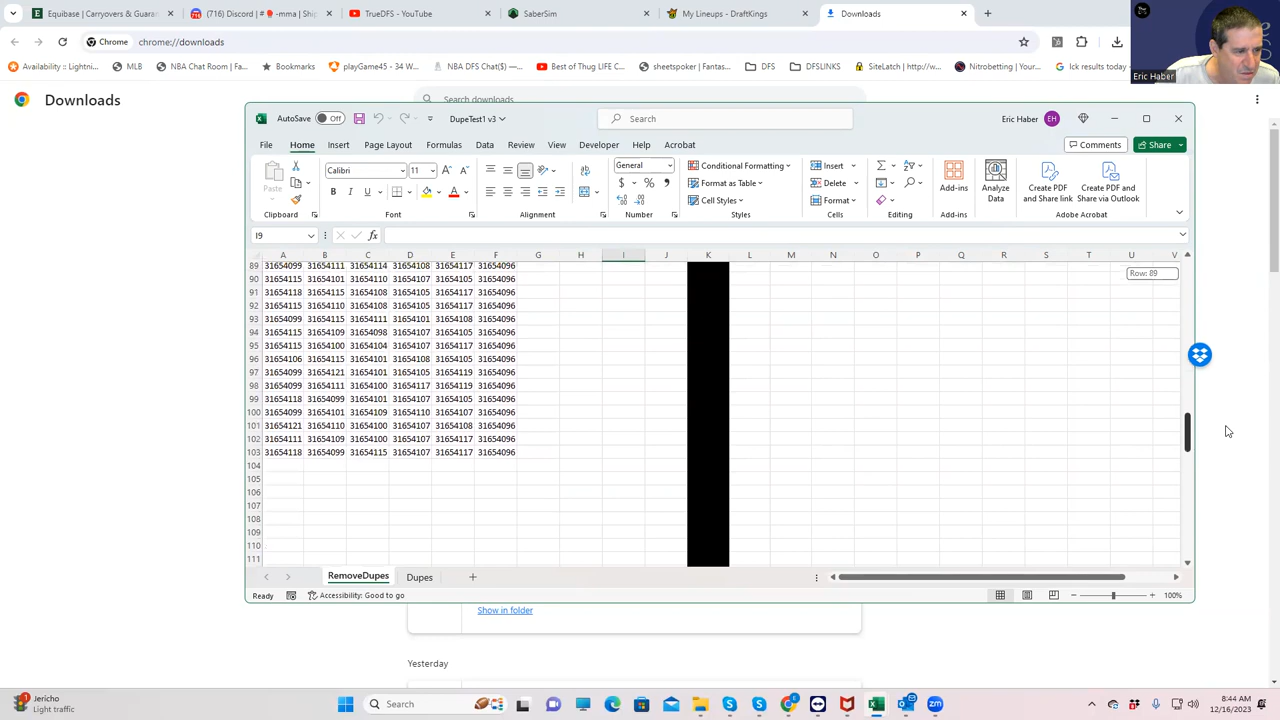 Equibase | Carryovers & Guara
(716) Discord | # -mma | Ship
TrueDFS - YouTube
SaberSim
My Lineups - DraftKings
Downloads
Chrome chrome://downloads
Availability :: Lightni...
MLB
NBA Chat Room | Fa...
Bookmarks
playGame45 - 34 W...
NBA DFS Chat($) —...
Best of Thug LIFE C...
sheetspoker | Fantas...
DFS
DFSLINKS
SiteLatch | http://w...
Nitrobetting | Your...
lck results today
Eric Haber
Downloads
Search downloads
AutoSave Off DupeTest1 v3 Search Eric Haber EH
File Home Insert Page Layout Formulas Data Review View Developer Help Acrobat Comments Share
Paste Calibri 11 General Conditional Formatting Insert
Format as Table Delete
Cell Styles Format
Add-ins Analyze Data Create PDF and Share link Create PDF and Share via Outlook
Clipboard Font Alignment Number Styles Cells Editing Add-ins Adobe Acrobat
I9 fx
A B C D E F G H I J K L M N O P Q R S T U V
89 31654099 31654111 31654114 31654108 31654117 31654096
Row: 89
90 31654115 31654101 31654110 31654107 31654105 31654096
91 31654118 31654115 31654108 31654105 31654117 31654096
92 31654115 31654110 31654108 31654105 31654117 31654096
93 31654099 31654115 31654111 31654101 31654108 31654096
94 31654115 31654109 31654098 31654107 31654105 31654096
95 31654115 31654100 31654104 31654107 31654117 31654096
96 31654106 31654115 31654101 31654108 31654105 31654096
97 31654099 31654121 31654101 31654105 31654119 31654096
98 31654099 31654111 31654100 31654117 31654119 31654096
99 31654118 31654099 31654101 31654107 31654105 31654096
100 31654099 31654101 31654109 31654110 31654107 31654096
101 31654121 31654110 31654100 31654107 31654108 31654096
102 31654111 31654109 31654100 31654107 31654117 31654096
103 31654118 31654099 31654115 31654107 31654117 31654096
104
105
106
107
108
109
110
111
RemoveDupes Dupes
Ready Accessibility: Good to go 100%
Show in folder
Yesterday
1 Jericho
Light traffic
Search
8:44 AM
12/16/2023